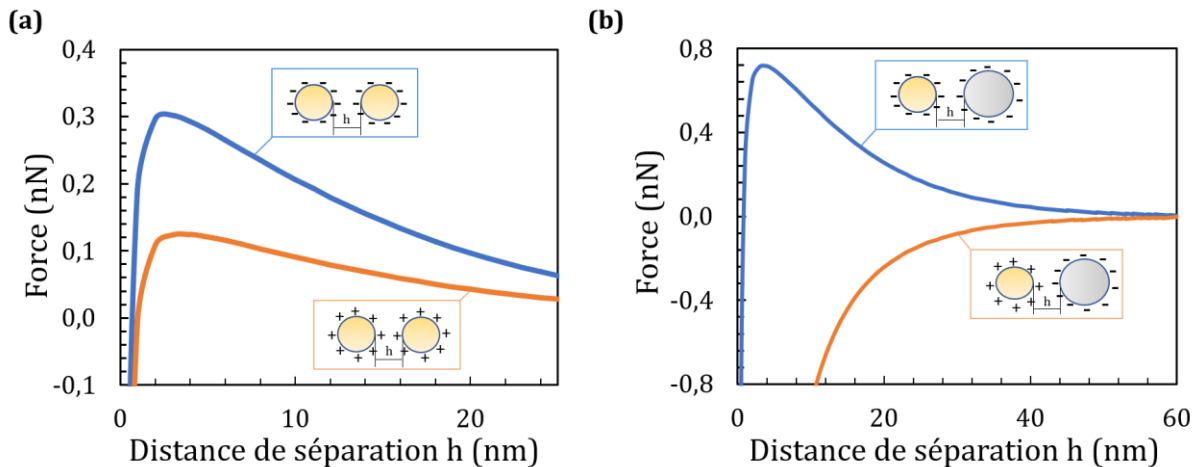 (a)
0,4
0,3
0,2
0,1
0,0
-0,1
Force (nN)
h
h
0
10
20
Distance de séparation h (nm)
(b)
0,8
0,4
0,0
-0,4
-0,8
Force (nN)
h
h
0
20
40
60
Distance de séparation h (nm)